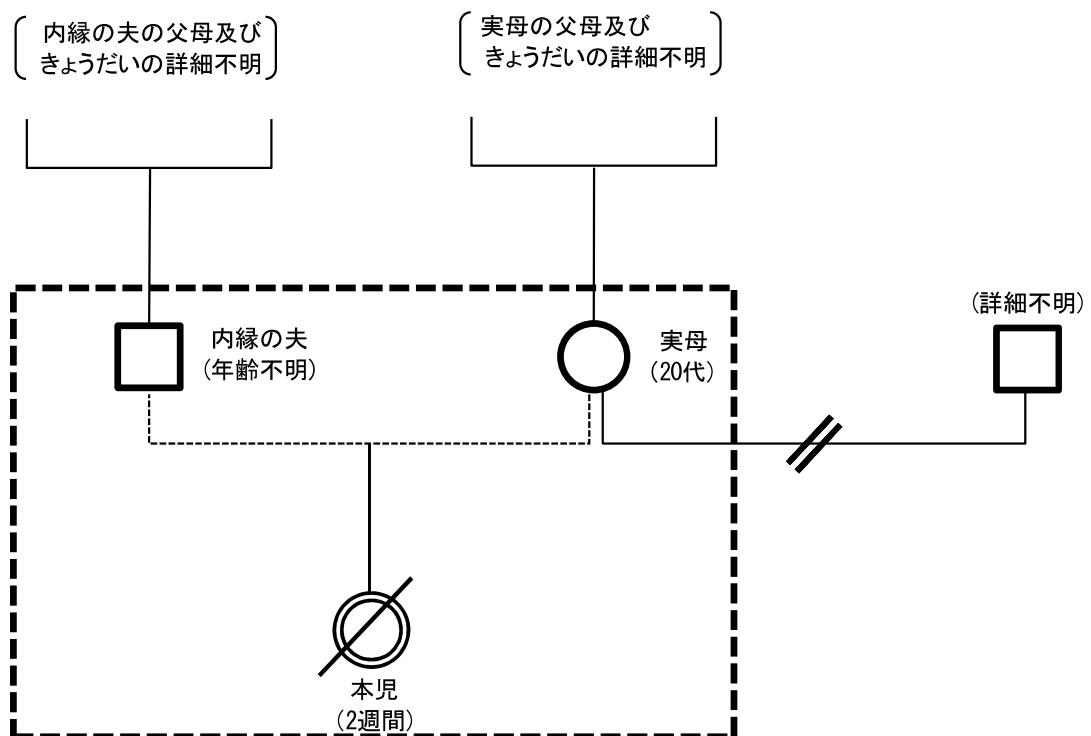 内縁の夫の父母及び
きょうだいの詳細不明
実母の父母及び
きょうだいの詳細不明
内縁の夫
(年齢不明)
実母
(20代)
(詳細不明)
本児
(2週間)